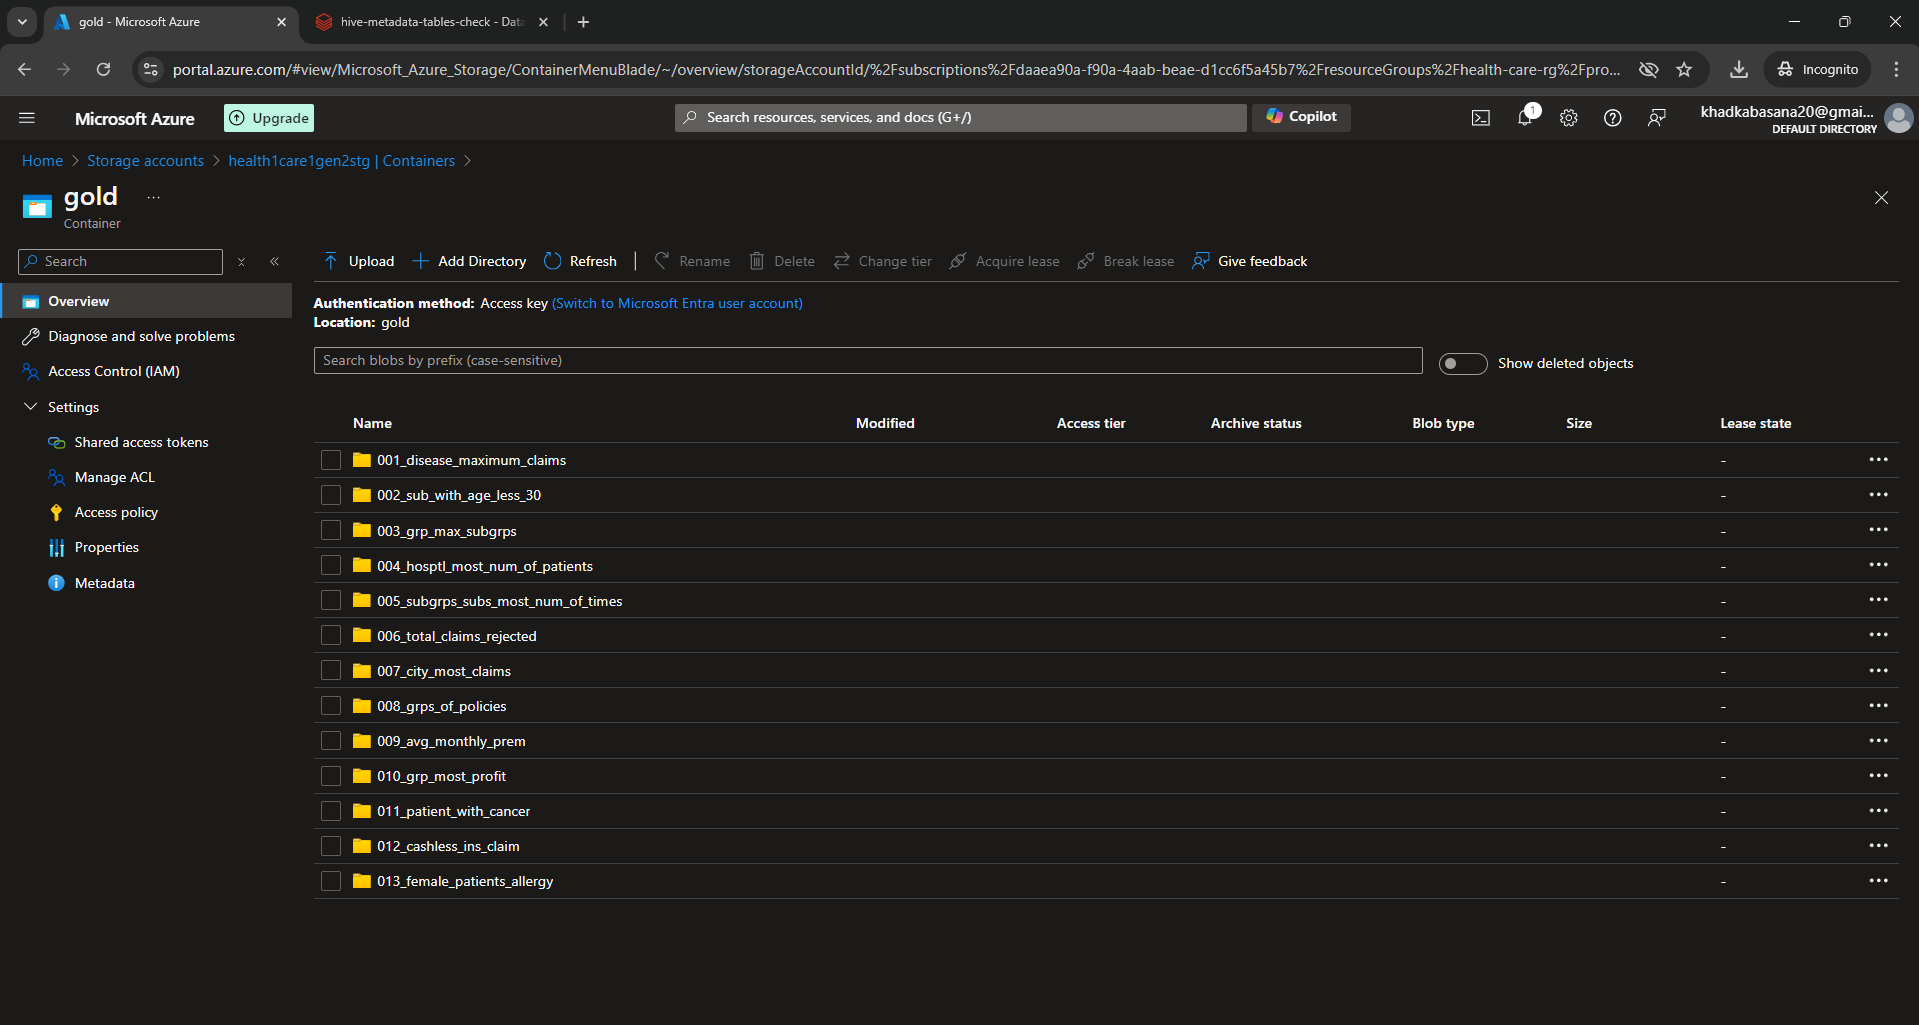 gold - Microsoft Azure
hive-metadata-tables-check - Data
portal.azure.com/#view/Microsoft_Azure_Storage/ContainerMenuBlade/~/overview/storageAccountId/%2Fsubscriptions%2Fdaaea90a-f90a-4aab-beae-d1cc6f5a45b7%2FresourceGroups%2Fhealth-care-rg%2Fpro...
Incognito
Microsoft Azure
Upgrade
Search resources, services, and docs (G+/)
Copilot
1
khadkabasana20@gmai...
DEFAULT DIRECTORY
Home > Storage accounts > health1care1gen2stg | Containers >
gold ...
Container
Search
Upload
Add Directory
Refresh
Rename
Delete
Change tier
Acquire lease
Break lease
Give feedback
Overview
Diagnose and solve problems
Access Control (IAM)
Settings
Shared access tokens
Manage ACL
Access policy
Properties
Metadata
Authentication method: Access key (Switch to Microsoft Entra user account)
Location: gold
Search blobs by prefix (case-sensitive)
Show deleted objects
Name Modified Access tier Archive status Blob type Size Lease state
001_disease_maximum_claims - ...
002_sub_with_age_less_30 - ...
003_grp_max_subgrps - ...
004_hosptl_most_num_of_patients - ...
005_subgrps_subs_most_num_of_times - ...
006_total_claims_rejected - ...
007_city_most_claims - ...
008_grps_of_policies - ...
009_avg_monthly_prem - ...
010_grp_most_profit - ...
011_patient_with_cancer - ...
012_cashless_ins_claim - ...
013_female_patients_allergy - ...